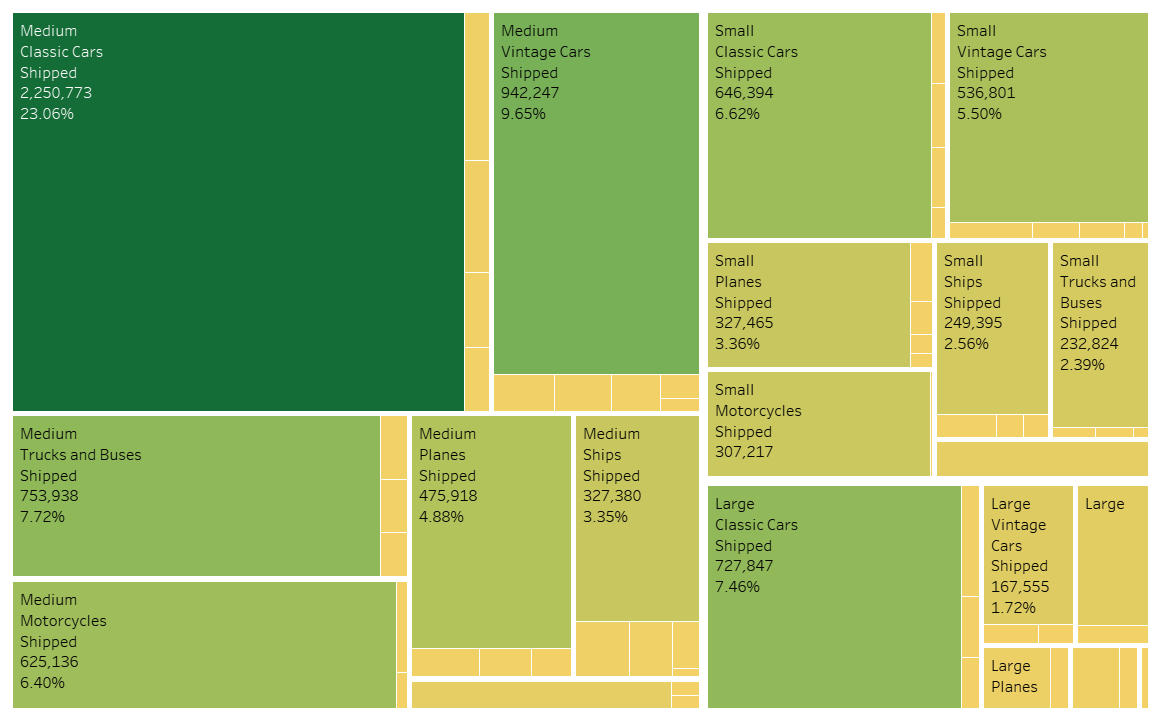 Medium
Classic Cars
Shipped
2,250,773
23.06%
Medium
Vintage Cars
Shipped
942,247
9.65%
Medium
Trucks and Buses
Shipped
753,938
7.72%
Medium
Motorcycles
Shipped
625,136
6.40%
Medium
Planes
Shipped
475,918
4.88%
Medium
Ships
Shipped
327,380
3.35%
Small
Classic Cars
Shipped
646,394
6.62%
Small
Vintage Cars
Shipped
536,801
5.50%
Small
Planes
Shipped
327,465
3.36%
Small
Motorcycles
Shipped
307,217
Small
Ships
Shipped
249,395
2.56%
Small
Trucks and
Buses
Shipped
232,824
2.39%
Large
Classic Cars
Shipped
727,847
7.46%
Large
Vintage
Cars
Shipped
167,555
1.72%
Large
Large
Planes